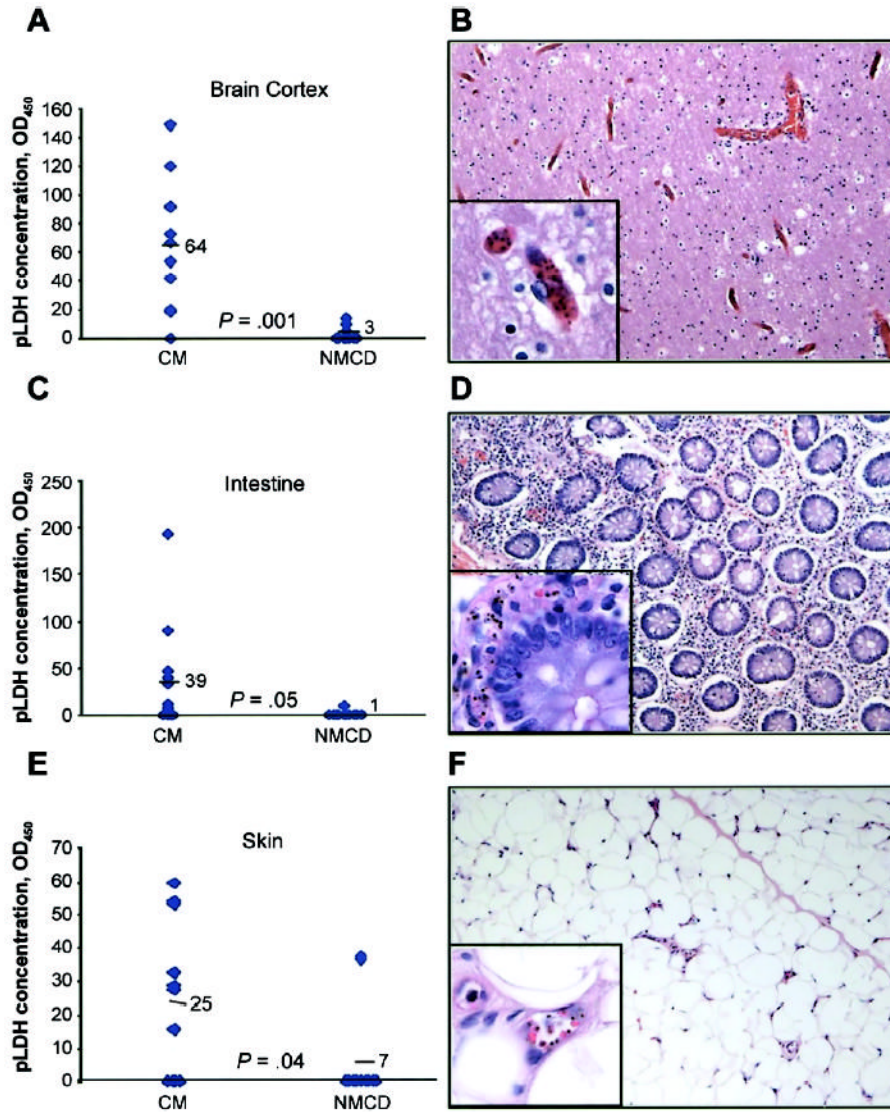 A
B
Brain Cortex
pLDH concentration, OD450
160
140
120
100
80
60
40
20
0
64
P = .001
3
CM
NMCD
C
D
Intestine
pLDH concentration, OD450
250
200
150
100
50
0
39
P = .05
1
CM
NMCD
E
F
Skin
pLDH concentration, OD450
70
60
50
40
30
20
10
0
25
P = .04
7
CM
NMCD